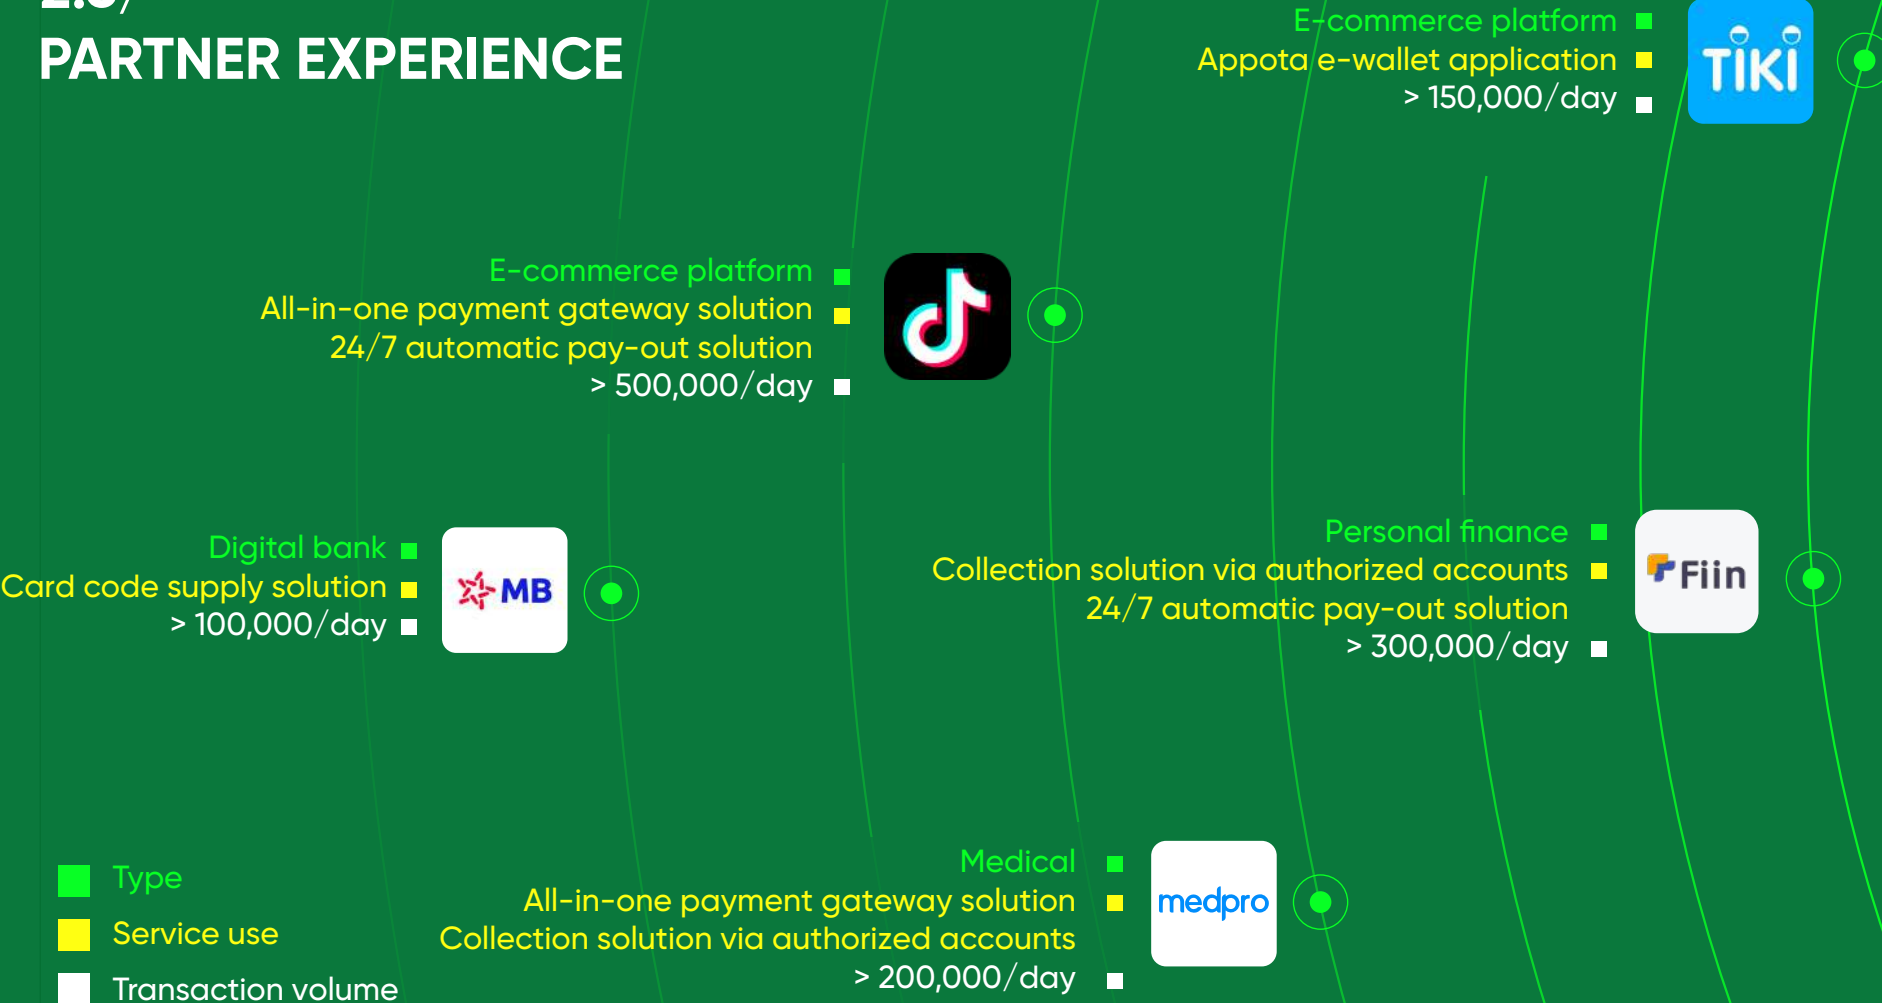 PARTNER EXPERIENCE
E-commerce platform
Appota e-wallet application
> 150,000/day
TIKI
E-commerce platform
All-in-one payment gateway solution
24/7 automatic pay-out solution
> 500,000/day
Digital bank
Card code supply solution
> 100,000/day
MB
Personal finance
Collection solution via authorized accounts
24/7 automatic pay-out solution
> 300,000/day
Fiin
Medical
All-in-one payment gateway solution
Collection solution via authorized accounts
> 200,000/day
medpro
Type
Service use
Transaction volume